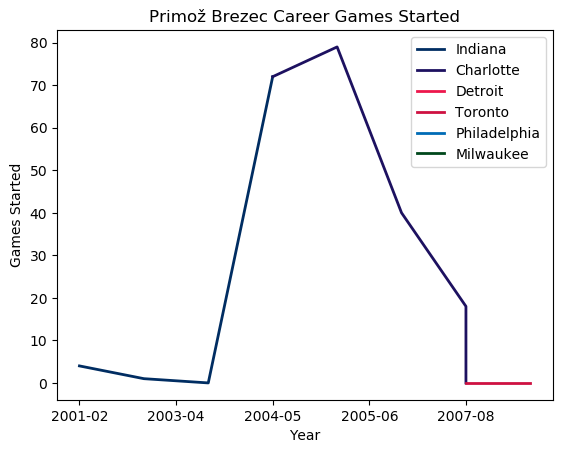 Primož Brezec Career Games Started
80
70
60
50
40
30
20
10
0
Games Started
Indiana
Charlotte
Detroit
Toronto
Philadelphia
Milwaukee
2001-02 2003-04 2004-05 2005-06 2007-08
Year